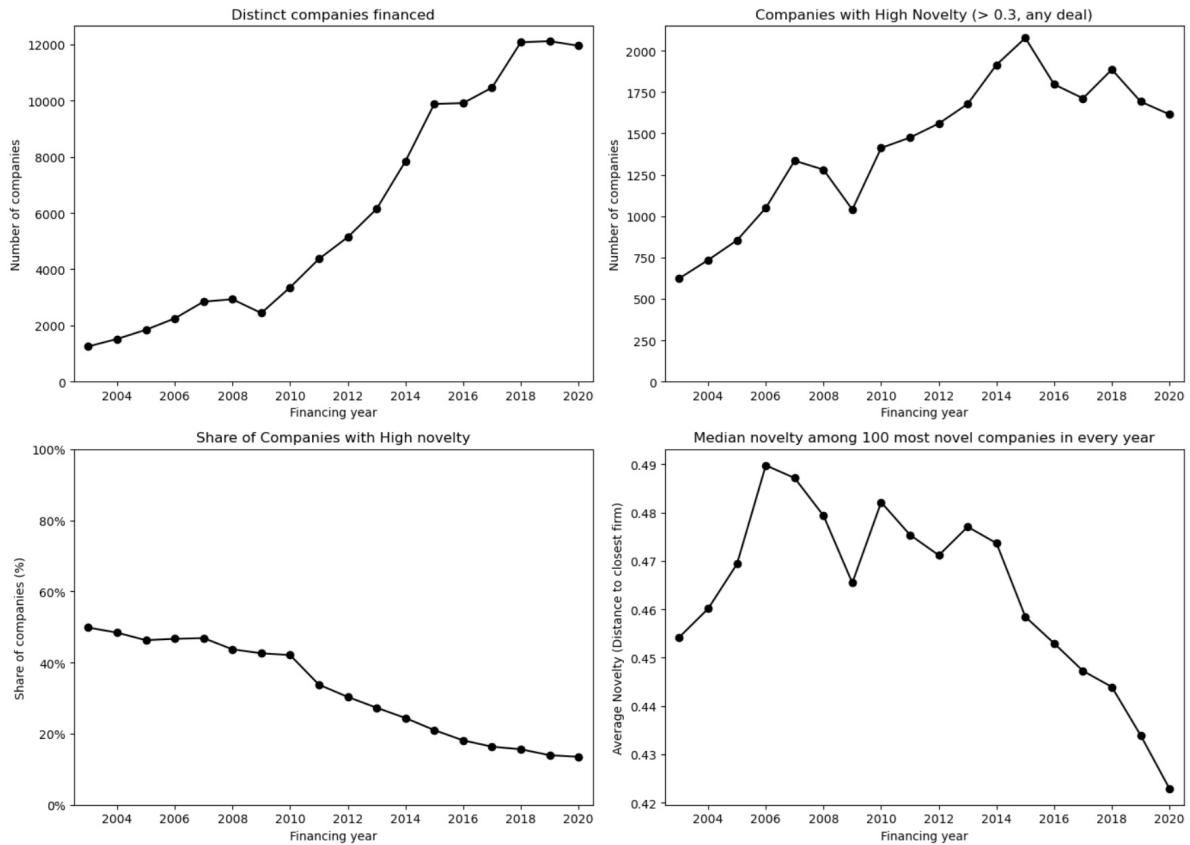 Distinct companies financed
12000
10000
8000
6000
4000
2000
0
Number of companies
2004 2006 2008 2010 2012 2014 2016 2018 2020
Financing year
Companies with High Novelty (> 0.3, any deal)
2000
1750
1500
1250
1000
750
500
250
0
Number of companies
2004 2006 2008 2010 2012 2014 2016 2018 2020
Financing year
Share of Companies with High novelty
100%
80%
60%
40%
20%
0%
Share of companies (%)
2004 2006 2008 2010 2012 2014 2016 2018 2020
Financing year
Median novelty among 100 most novel companies in every year
0.49
0.48
0.47
0.46
0.45
0.44
0.43
0.42
Average Novelty (Distance to closest firm)
2004 2006 2008 2010 2012 2014 2016 2018 2020
Financing year